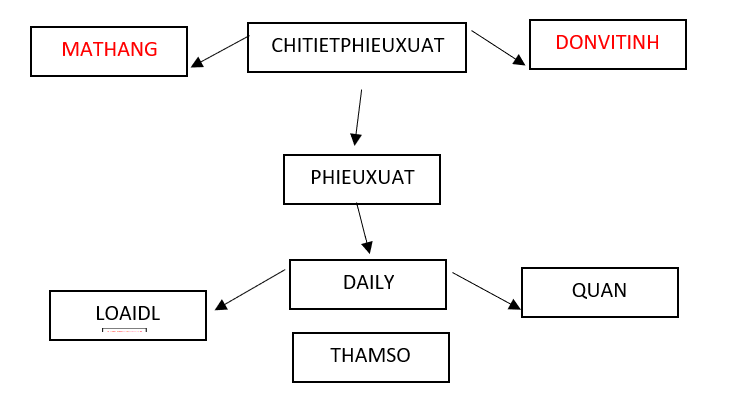 MATHANG
CHITIETPHIEUXUAT
DONVITINH
PHIEUXUAT
DAILY
LOAIDL
QUAN
THAMSO